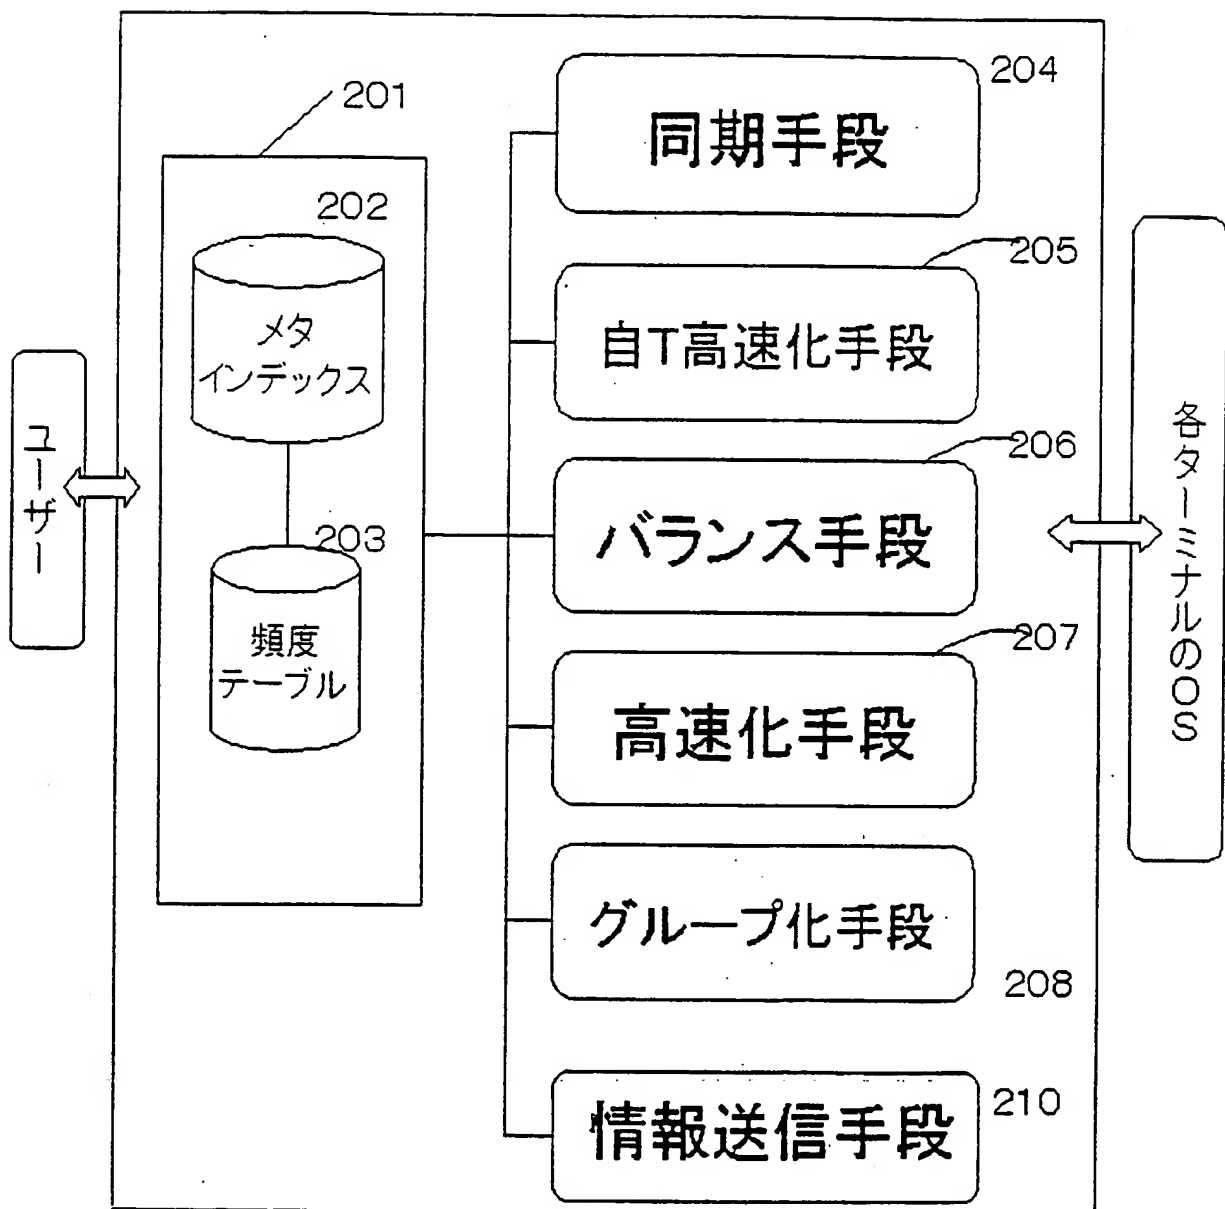 201
202
メタ
インデックス
203
頻度
テーブル
ユーザー
204
同期手段
205
自T高速化手段
206
バランス手段
207
高速化手段
グループ化手段
208
情報送信手段
210
各ターミナルのOS